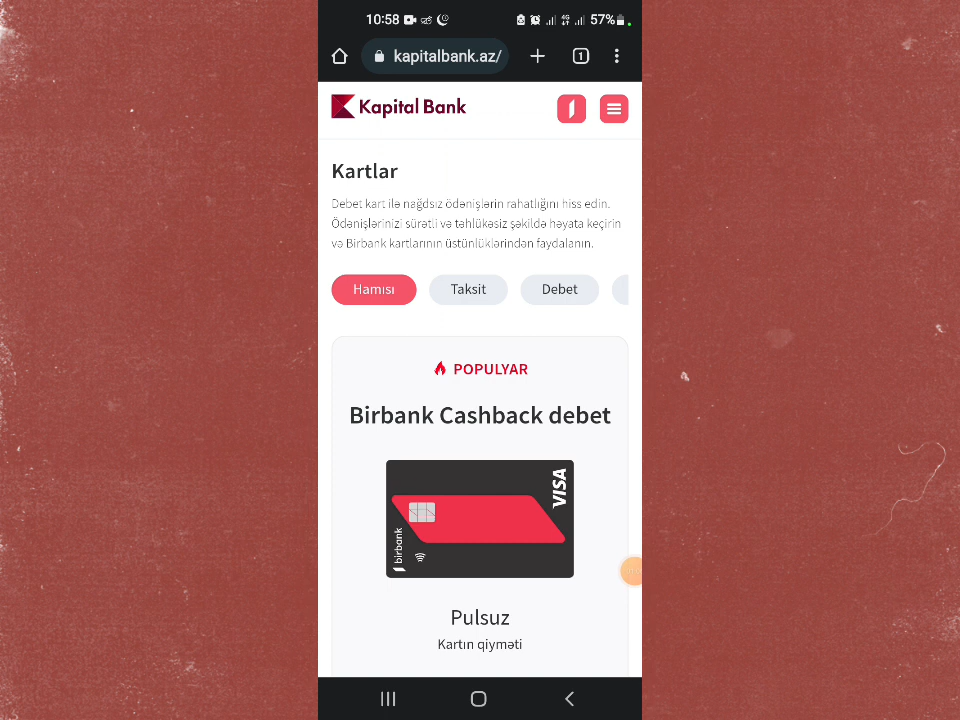 10:58
4G
57%
kapitalbank.az/
1
Kapital Bank
Kartlar
Debet kart ilə nağdsız ödənişlərin rahatlığını hiss edin.
Ödənişlərinizi sürətli və təhlükəsiz şəkildə həyata keçirin
və Birbank kartlarının üstünlüklərindən faydalanın.
Hamısı
Taksit
Debet
POPULYAR
Birbank Cashback debet
VISA
birbank
Pulsuz
Kartın qiyməti